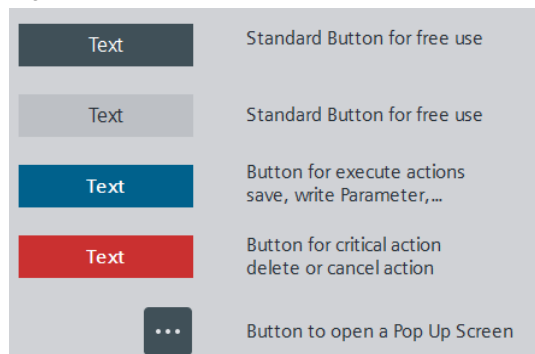 Text
Standard Button for free use
Text
Standard Button for free use
Text
Button for execute actions
save, write Parameter,...
Text
Button for critical action
delete or cancel action
...
Button to open a Pop Up Screen